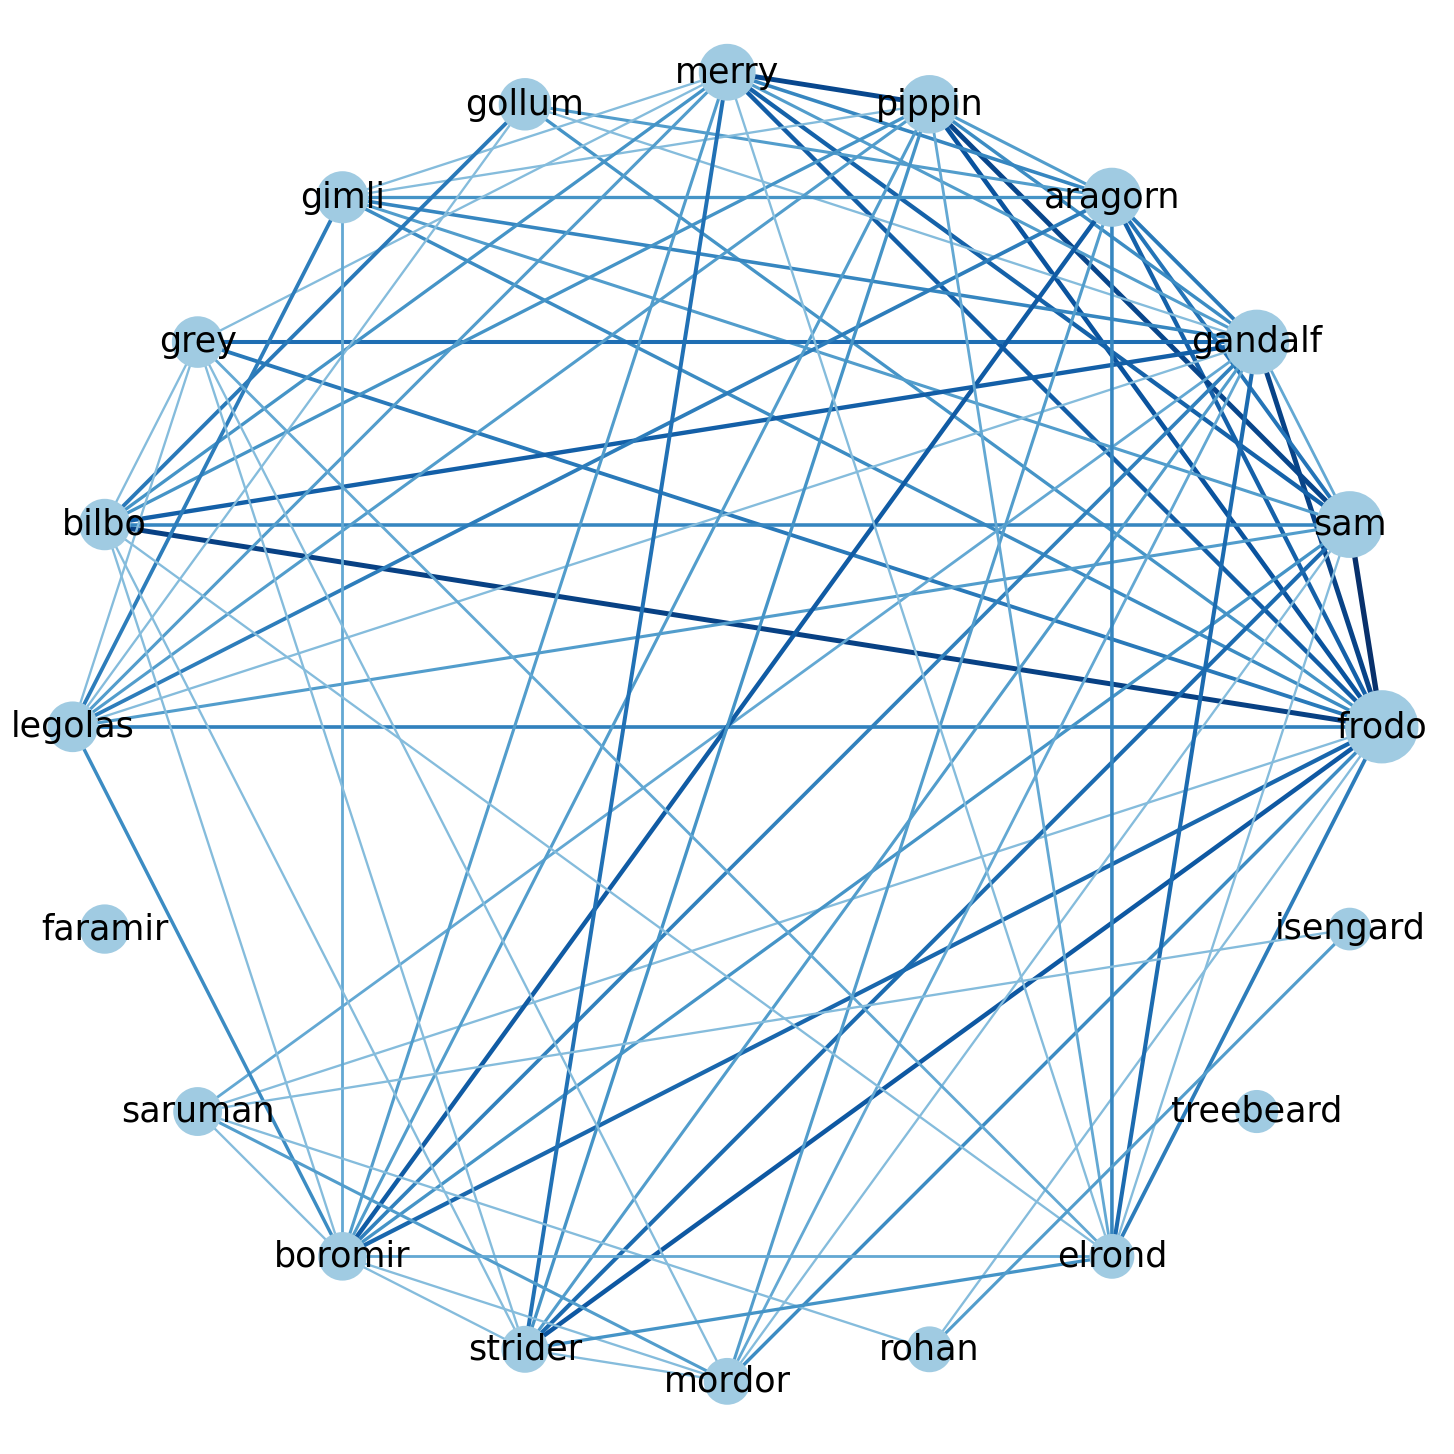 merry
gollum
pippin
gimli
aragorn
grey
gandalf
bilbo
sam
legolas
frodo
faramir
isengard
saruman
treebeard
boromir
elrond
strider
rohan
mordor